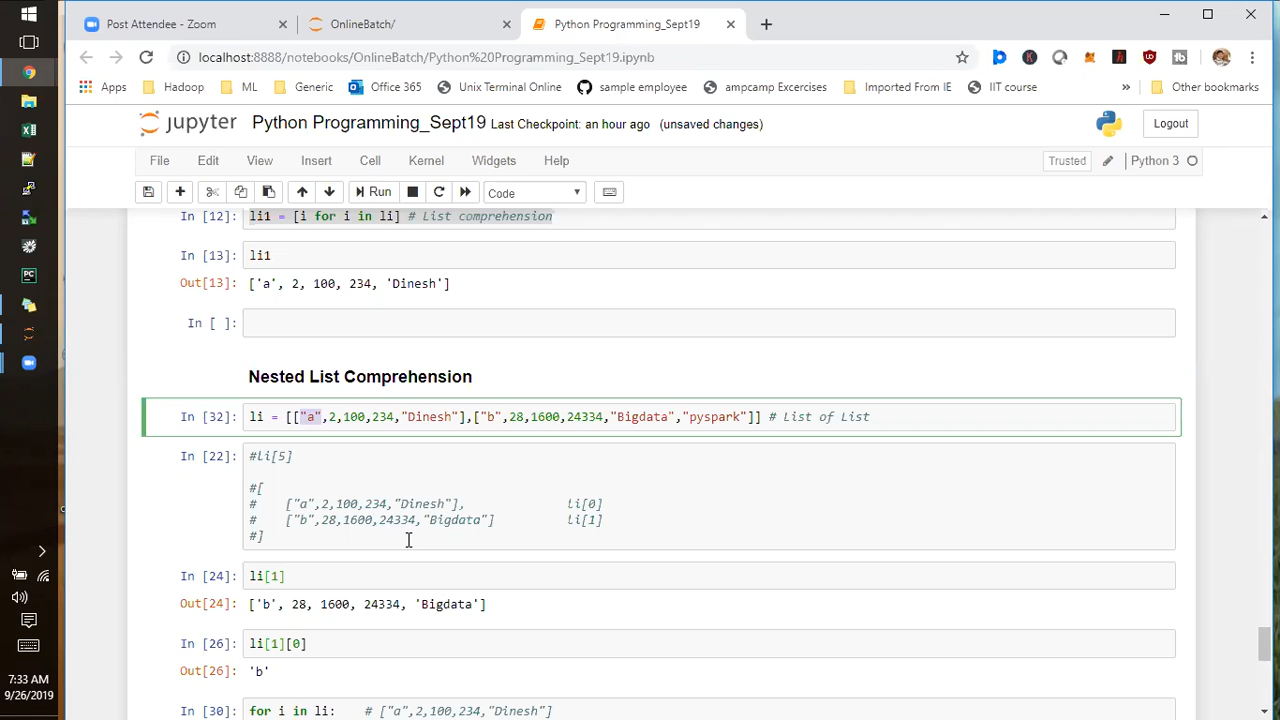 Post Attendee - Zoom
OnlineBatch/
Python Programming_Sept19
localhost:8888/notebooks/OnlineBatch/Python%20Programming_Sept19.ipynb
Apps
Hadoop
ML
Generic
Office 365
Unix Terminal Online
sample employee
ampcamp Excercises
Imported From IE
IIT course
»
Other bookmarks
jupyter
Python Programming_Sept19 Last Checkpoint: an hour ago (unsaved changes)
Logout
File Edit View Insert Cell Kernel Widgets Help
Trusted
Python 3
Run
Code
In [12]: li1 = [i for i in li] # List comprehension
In [13]: li1
Out[13]: ['a', 2, 100, 234, 'Dinesh']
In [ ]:
Nested List Comprehension
In [32]: li = [["a",2,100,234,"Dinesh"],["b",28,1600,24334,"Bigdata","pyspark"]] # List of List
In [22]: #li[5]
#[
# ["a",2,100,234,"Dinesh"], li[0]
# ["b",28,1600,24334,"Bigdata"] li[1]
#]
In [24]: li[1]
Out[24]: ['b', 28, 1600, 24334, 'Bigdata']
In [26]: li[1][0]
Out[26]: 'b'
In [30]: for i in li: # ["a",2,100,234,"Dinesh"]
7:33 AM
9/26/2019